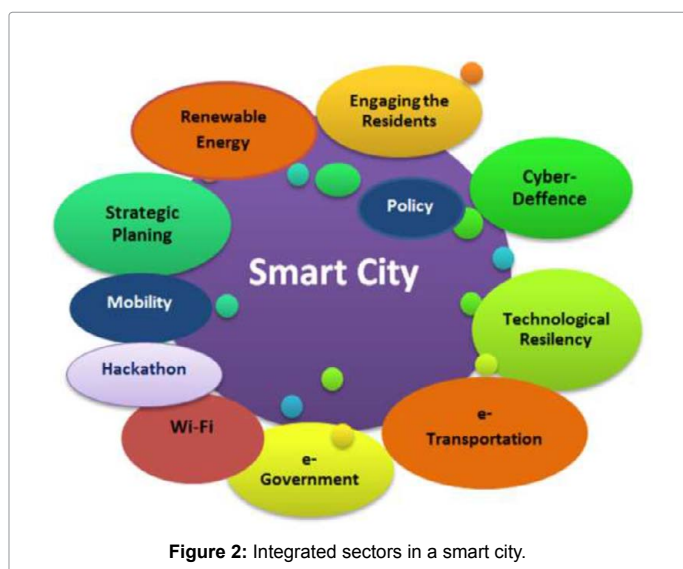 Engaging the
Residents
Renewable
Energy
Cyber-
Deffence
Policy
Strategic
Planing
Smart City
Mobility
Technological
Resilency
Hackathon
Wi-Fi
e-
Transportation
e-
Government
Figure 2: Integrated sectors in a smart city.